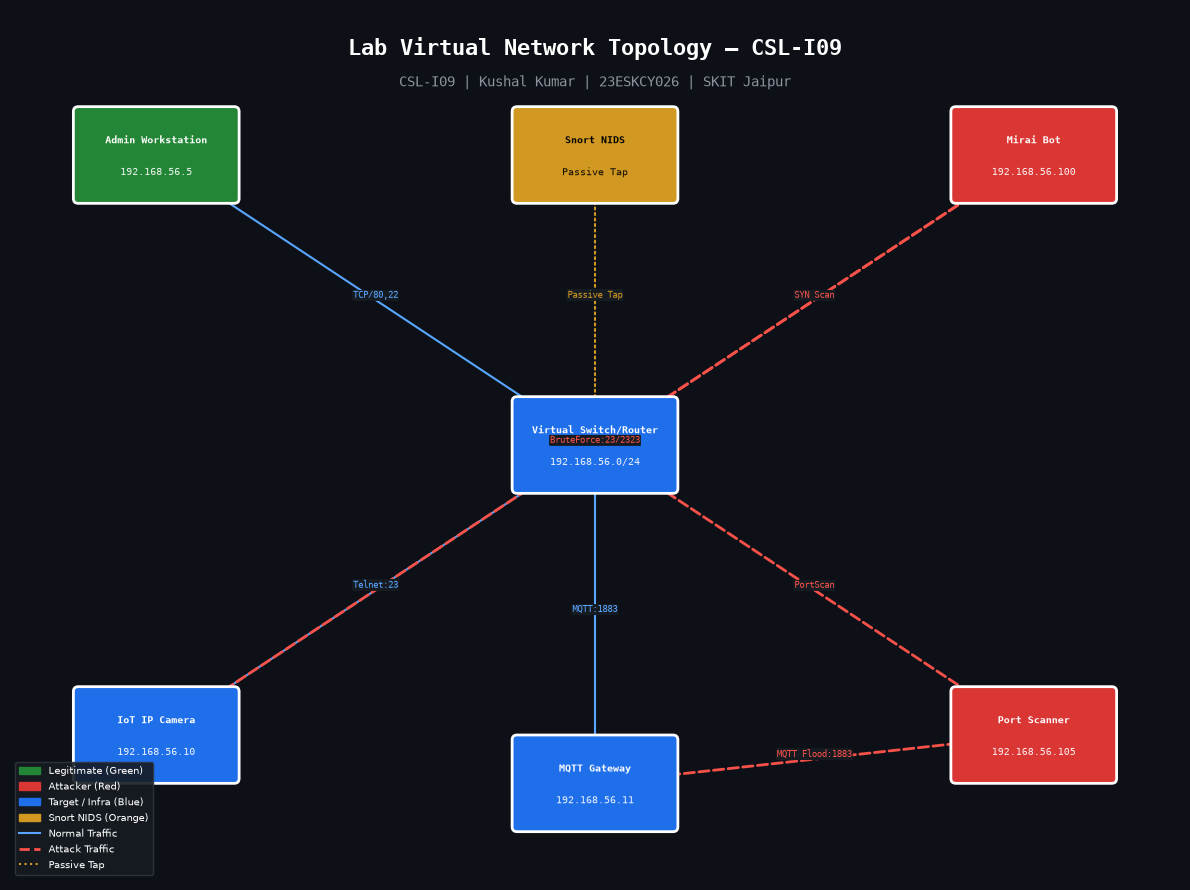 Lab Virtual Network Topology — CSL-I09
CSL-I09 | Kushal Kumar | 23ESKCY026 | SKIT Jaipur
Admin Workstation
192.168.56.5
Snort NIDS
Passive Tap
Mirai Bot
192.168.56.100
TCP/80,22
Passive Tap
SYN Scan
Virtual Switch/Router
BruteForce:23/2323
192.168.56.0/24
Telnet:23
MQTT:1883
PortScan
IoT IP Camera
192.168.56.10
MQTT Gateway
192.168.56.11
MQTT Flood:1883
Port Scanner
192.168.56.105
Legitimate (Green)
Attacker (Red)
Target / Infra (Blue)
Snort NIDS (Orange)
Normal Traffic
Attack Traffic
Passive Tap